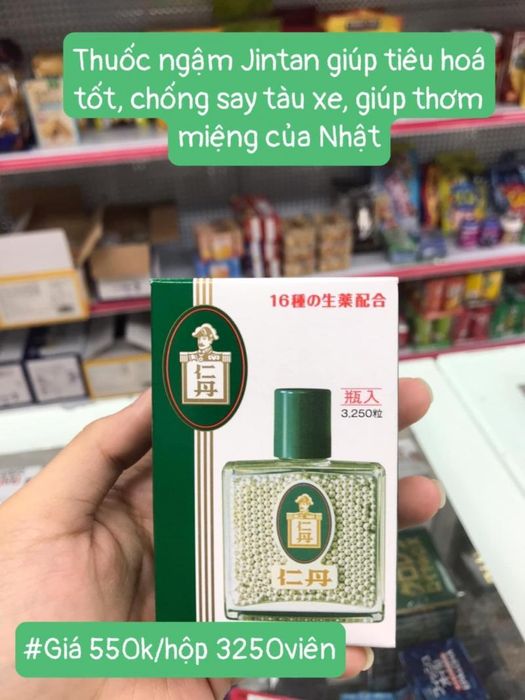 Thuốc ngậm Jintan giúp tiêu hoá
tốt, chống say tàu xe, giúp thơm
miệng của Nhật
16種の生薬配合
仁丹
瓶入
3,250粒
仁丹
仁丹
#Giá 550k/hộp 3250viên